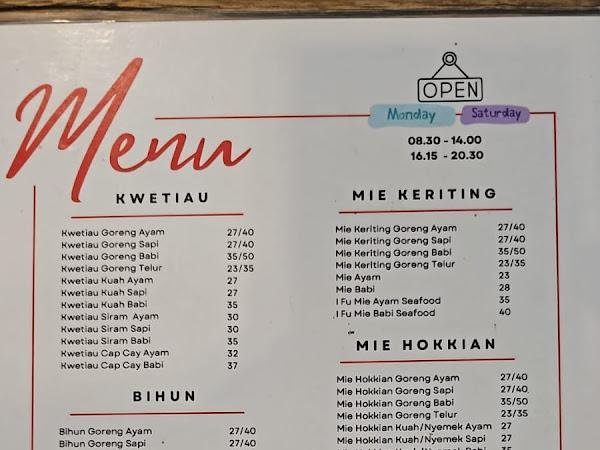 Menu
OPEN
Monday Saturday
08.30 - 14.00
16.15 - 20.30
KWETIAU
Kwetiau Goreng Ayam 27/40
Kwetiau Goreng Sapi 27/40
Kwetiau Goreng Babi 35/50
Kwetiau Goreng Telur 23/35
Kwetiau Kuah Ayam 27
Kwetiau Kuah Sapi 27
Kwetiau Kuah Babi 35
Kwetiau Siram Ayam 30
Kwetiau Siram Sapi 30
Kwetiau Siram Babi 35
Kwetiau Cap Cay Ayam 32
Kwetiau Cap Cay Babi 37
BIHUN
Bihun Goreng Ayam 27/40
Bihun Goreng Sapi 27/40
MIE KERITING
Mie Keriting Goreng Ayam 27/40
Mie Keriting Goreng Sapi 27/40
Mie Keriting Goreng Babi 35/50
Mie Keriting Goreng Telur 23/35
Mie Ayam 23
Mie Babi 28
I Fu Mie Ayam Seafood 35
I Fu Mie Babi Seafood 40
MIE HOKKIAN
Mie Hokkian Goreng Ayam 27/40
Mie Hokkian Goreng Sapi 27/40
Mie Hokkian Goreng Babi 35/50
Mie Hokkian Goreng Telur 23/35
Mie Hokkian Kuah/Nyemek Ayam 27
Mie Hokkian Kuah/Nyemek Sapi 27
Mie Hokkian Kuah/Nyemek Babi